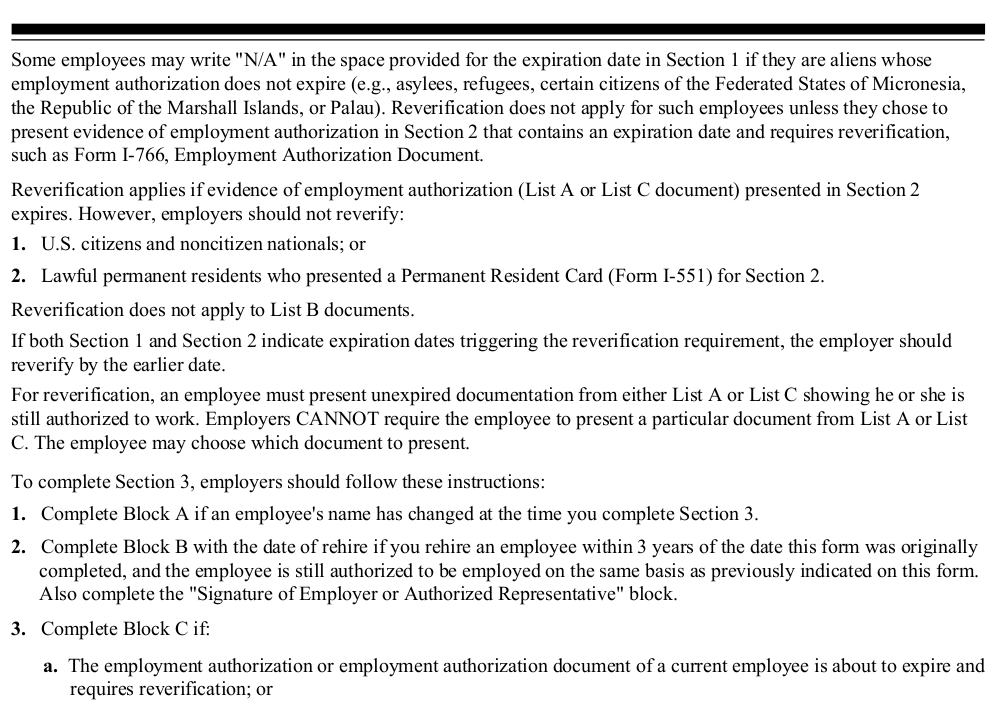 Some employees may write "N/A" in the space provided for the expiration date in Section 1 if they are aliens whose
employment authorization does not expire (e.g., asylees, refugees, certain citizens of the Federated States of Micronesia,
the Republic of the Marshall Islands, or Palau). Reverification does not apply for such employees unless they chose to
present evidence of employment authorization in Section 2 that contains an expiration date and requires reverification,
such as Form I-766, Employment Authorization Document.
Reverification applies if evidence of employment authorization (List A or List C document) presented in Section 2
expires. However, employers should not reverify:
1. U.S. citizens and noncitizen nationals; or
2. Lawful permanent residents who presented a Permanent Resident Card (Form I-551) for Section 2.
Reverification does not apply to List B documents.
If both Section 1 and Section 2 indicate expiration dates triggering the reverification requirement, the employer should
reverify by the earlier date.
For reverification, an employee must present unexpired documentation from either List A or List C showing he or she is
still authorized to work. Employers CANNOT require the employee to present a particular document from List A or List
C. The employee may choose which document to present.
To complete Section 3, employers should follow these instructions:
1. Complete Block A if an employee's name has changed at the time you complete Section 3.
2. Complete Block B with the date of rehire if you rehire an employee within 3 years of the date this form was originally
completed, and the employee is still authorized to be employed on the same basis as previously indicated on this form.
Also complete the "Signature of Employer or Authorized Representative" block.
3. Complete Block C if:
a. The employment authorization or employment authorization document of a current employee is about to expire and
requires reverification; or